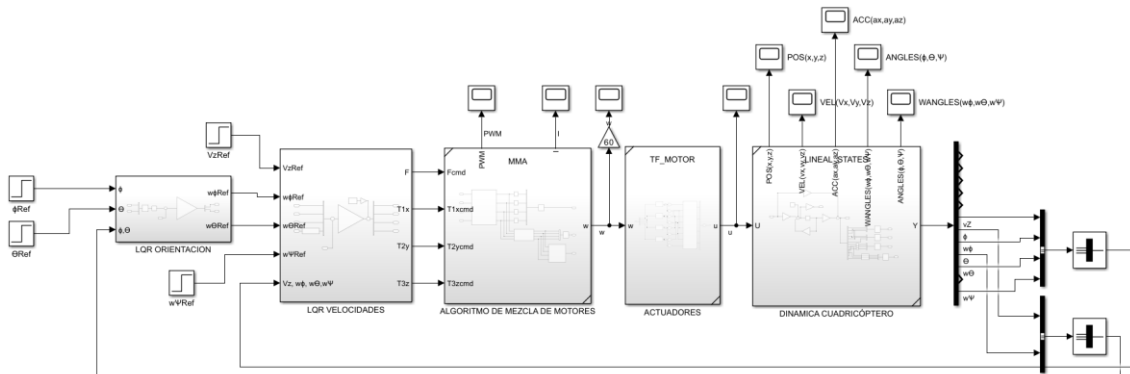 ACC(ax,ay,az)
POS(x,y,z)
ANGLES(ϕ,Θ,Ψ)
VEL(Vx,Vy,Vz)
WANGLES(wϕ,wΘ,wΨ)
VzRef
PWM
I
w
60
PWM
I
MMA
TF_MOTOR
LINEAL_STATES
POS(x,y,z)
VEL(vx,vy,vz)
ACC(ax,ay,az)
WANGLES(wϕ,wΘ,wΨ)
ANGLES(ϕ,Θ,Ψ)
ϕRef
ΘRef
ϕ
Θ
ϕ,Θ
wϕRef
wΘRef
LQR ORIENTACION
wΨRef
VzRef
wϕRef
wΘRef
wΨRef
Vz, wϕ, wΘ,wΨ
F
T1x
T2y
T3z
LQR VELOCIDADES
Fcmd
T1xcmd
T2ycmd
T3zcmd
w
w
ALGORITMO DE MEZCLA DE MOTORES
w
u
u
ACTUADORES
U
Y
DINAMICA CUADRICÓPTERO
vZ
ϕ
wϕ
Θ
wΘ
wΨ